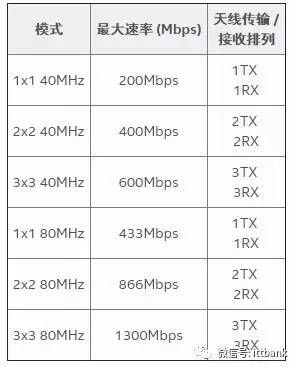 模式 最大速率 (Mbps) 天线传输 /
接收排列
1x1 40MHz 200Mbps 1TX
1RX
2x2 40MHz 400Mbps 2TX
2RX
3x3 40MHz 600Mbps 3TX
3RX
1x1 80MHz 433Mbps 1TX
1RX
2x2 80MHz 866Mbps 2TX
2RX
3x3 80MHz 1300Mbps 3TX
3RX
微信号: ittbank